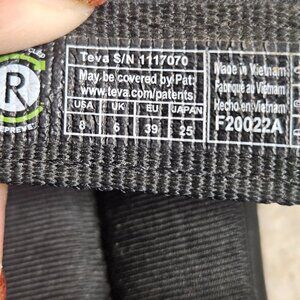 R
Teva S/N 1117070
May be covered by Pat:
www.teva.com/patents
USA UK EU JAPAN
8 6 39 25
Made in Vietnam
Fabriqué au Vietnam
Hecho en Vietnam
F20022A